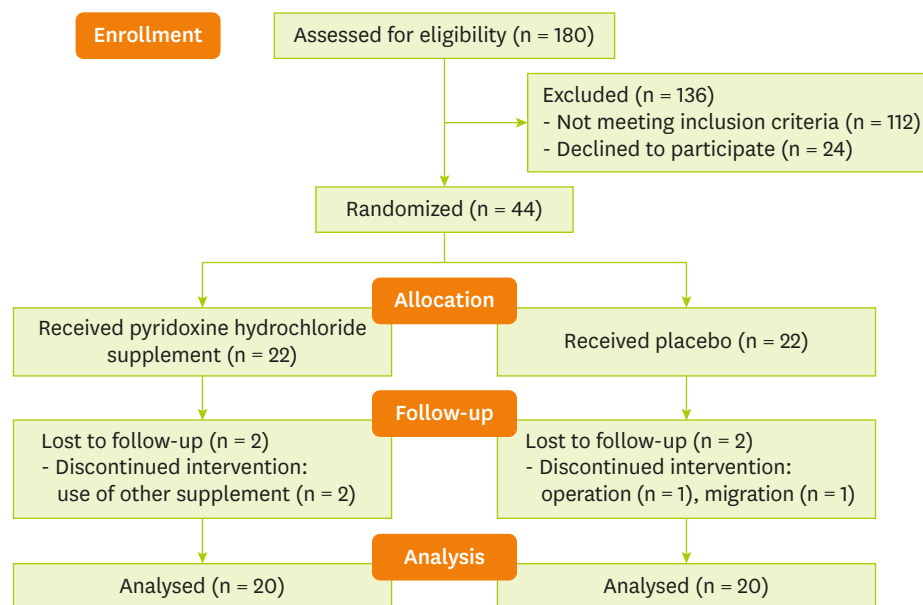 Enrollment
Assessed for eligibility (n = 180)
Excluded (n = 136)
- Not meeting inclusion criteria (n = 112)
- Declined to participate (n = 24)
Randomized (n = 44)
Allocation
Received pyridoxine hydrochloride
supplement (n = 22)
Received placebo (n = 22)
Follow-up
Lost to follow-up (n = 2)
- Discontinued intervention:
use of other supplement (n = 2)
Lost to follow-up (n = 2)
- Discontinued intervention:
operation (n = 1), migration (n = 1)
Analysis
Analysed (n = 20)
Analysed (n = 20)